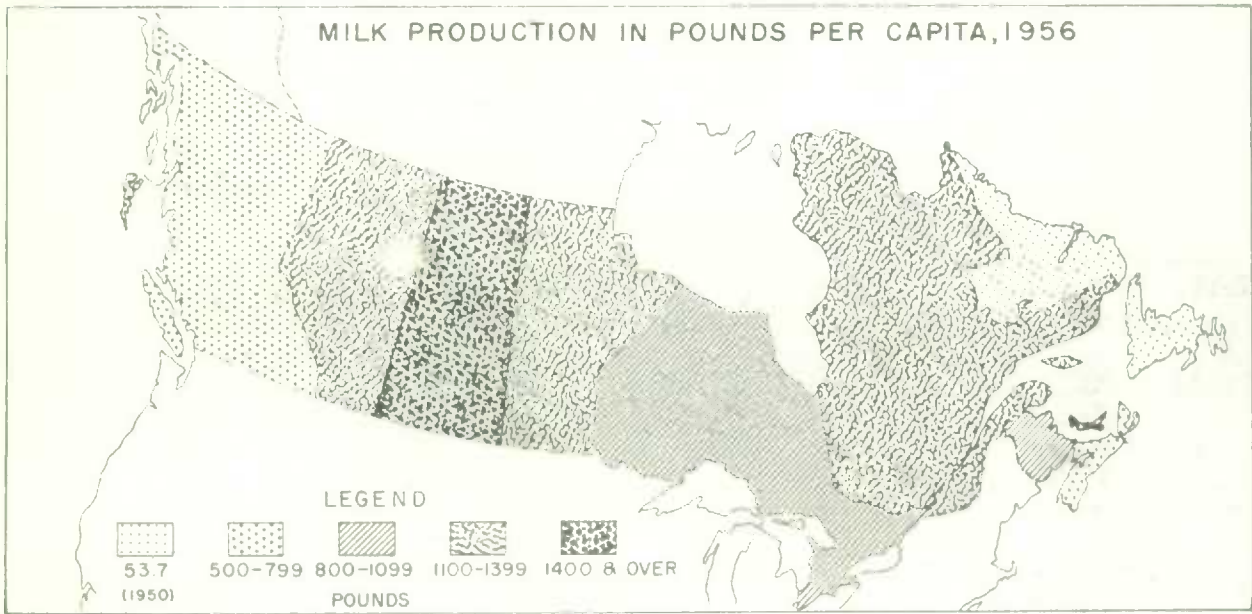 MILK PRODUCTION IN POUNDS PER CAPITA, 1956
LEGEND
53.7 500-799 800-1099 1100-1399 1400 & OVER
(1950) POUNDS